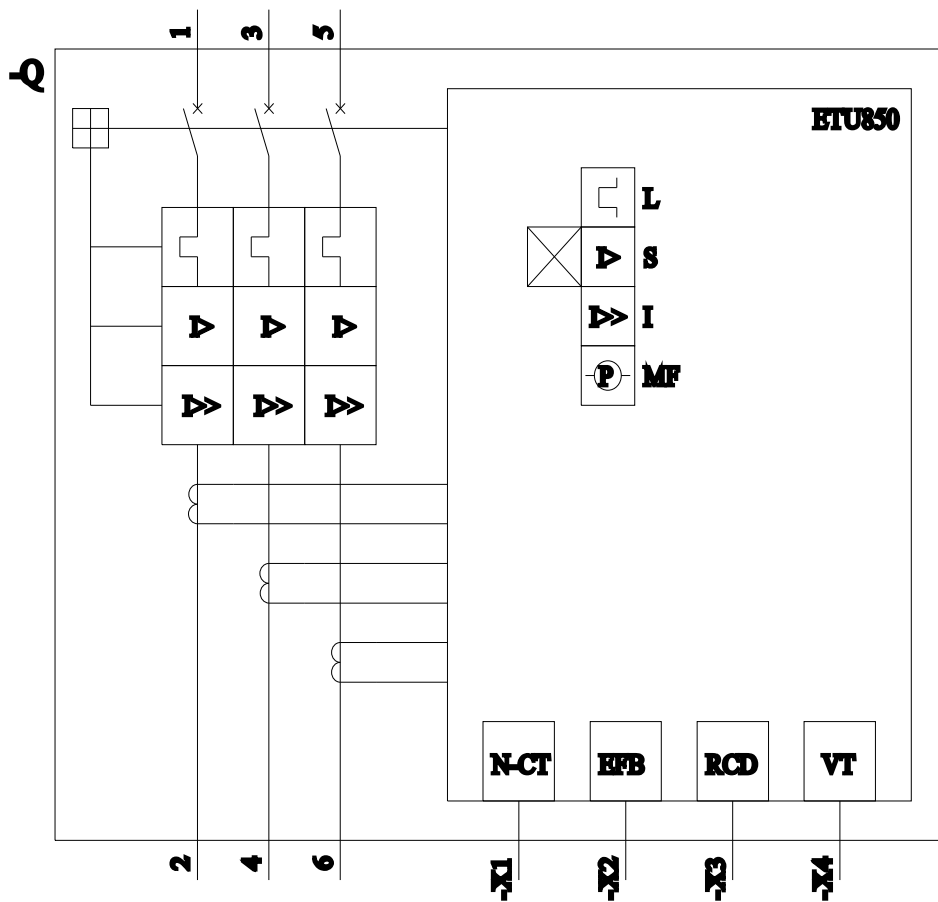 1 3 5
-Q
ETU850
L
I> S
I>> I
P MF
I> I> I>
I>> I>> I>>
N-CT EFB RCD VT
2 4 6 -X1 -X2 -X3 -X4